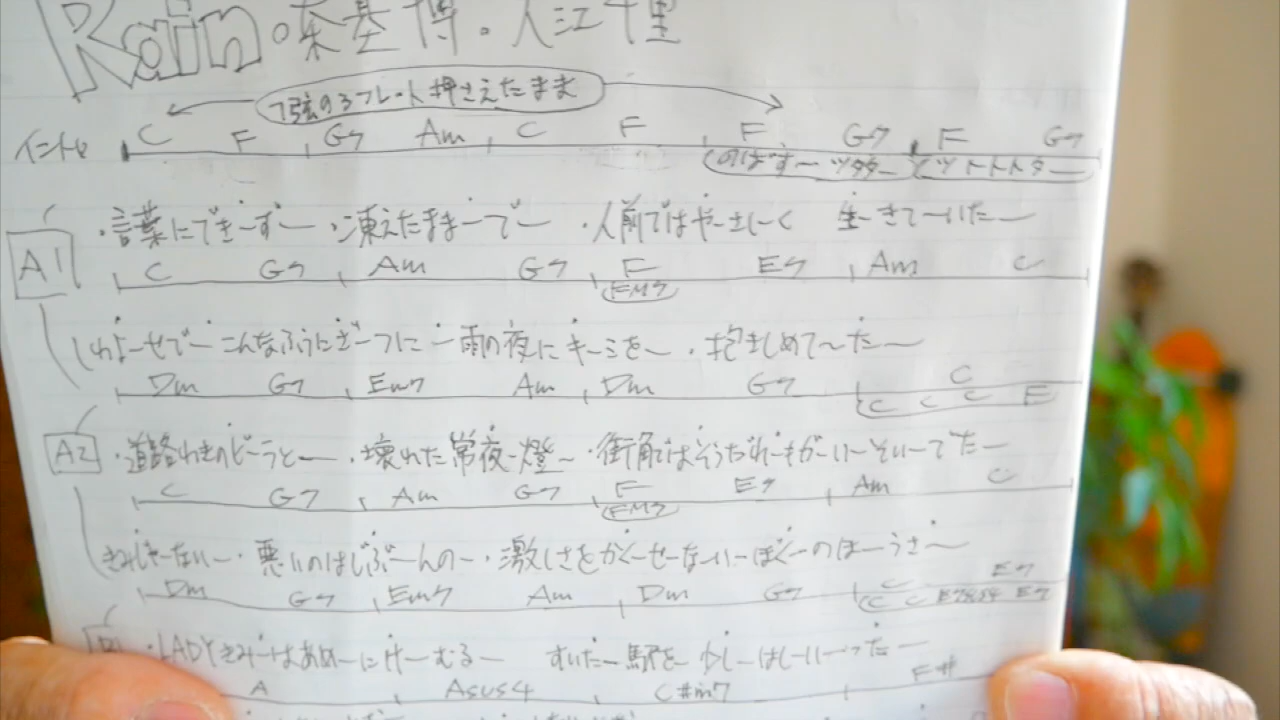 Rain。秦基博。大江千里
1弦の3フレット押さえたまま
イントロ C F G7 Am C F F G7 F G7
のばす〜 ツタター ツトトトター
・言葉にできーずー ・凍えたままーでー ・人前ではやーさしーく 生ーきてーいたー
A1 C G7 Am G7 F E7 Am C
FM7
しわよーせでー こんなふうにざーつにー 雨の夜にキーミをー ・抱きしめてーたー
Dm G7 Em7 Am Dm G7 C
C C C E
・道路わきのビーラとー ・壊れた常夜ー燈ー ・街角ではそうだれーもがーいーそいーでたー
A2 C G7 Am G7 F E7 Am C
FM7
きみじゃーないー ・悪いのはじぶーんのー ・激しさをかくーせーなーいーぼくーのほーうさー
Dm G7 Em7 Am Dm G7 C E7
C C E7sus4 E7
・LADYきみーはあめーにけーむるー すいたー駅をー少しーはしーいーったー
A Asus4 C#m7 F#